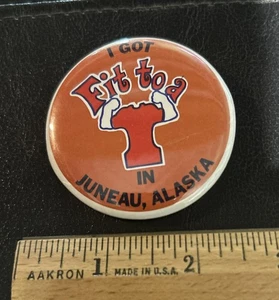 I GOT
Fit to a
T
IN
JUNEAU, ALASKA
AAKRON 1 MADE IN U.S.A. 2